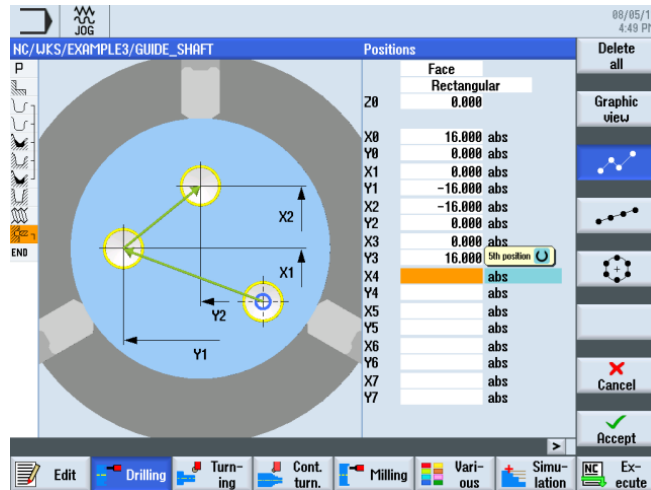 JOG
08/05/1
4:49 PM
NC/WKS/EXAMPLE3/GUIDE_SHAFT
Positions
Delete
all
P
Face
Rectangular
Z0 0.000
Graphic
view
X0 16.000 abs
Y0 0.000 abs
X1 0.000 abs
Y1 -16.000 abs
X2 -16.000 abs
Y2 0.000 abs
X3 0.000 abs
Y3 16.000
5th position
X4 abs
Y4 abs
X5 abs
Y5 abs
X6 abs
Y6 abs
X7 abs
Y7 abs
END
X2
X1
Y2
Y1
Cancel
Accept
>
Edit
Drilling
Turn-
ing
Cont.
turn.
Milling
Vari-
ous
Simu-
lation
NC
Ex-
ecute